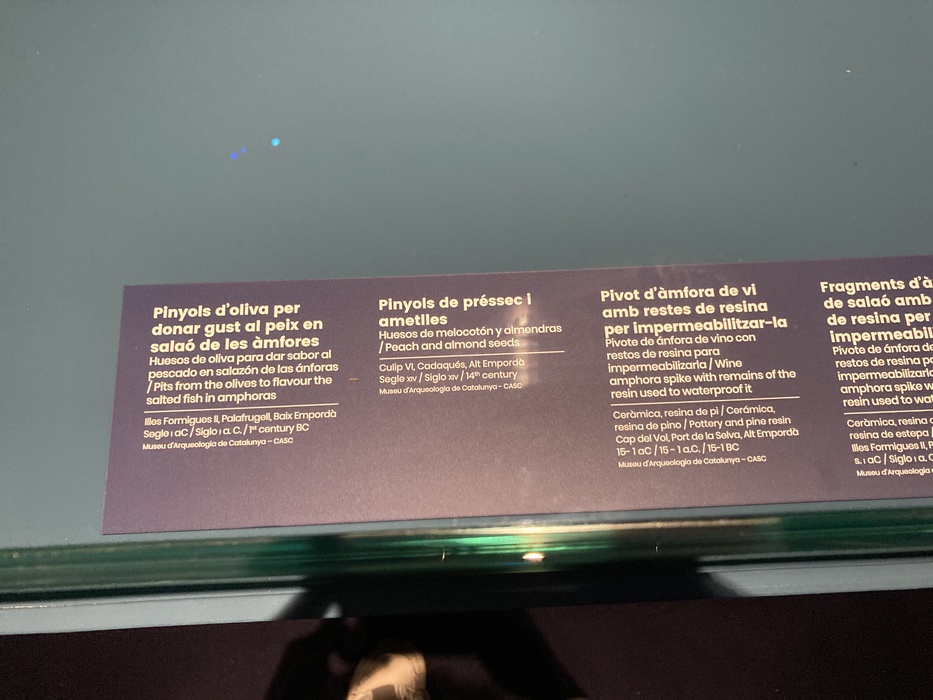 Pinyols d'oliva per
donar gust al peix en
salaó de les àmfores
Huesos de oliva para dar sabor al
pescado en salazón de las ánforas
/ Pits from the olives to flavour the
salted fish in amphoras
Illes Formigues II, Palafrugell, Baix Empordà
Segle I aC / Siglo I a. C. / 1st century BC
Museu d'Arqueologia de Catalunya – CASC
Pinyols de préssec i
ametlles
Huesos de melocotón y almendras
/ Peach and almond seeds
Culip VI, Cadaqués, Alt Empordà
Segle XIV / Siglo XIV / 14th century
Museu d'Arqueologia de Catalunya - CASC
Pivot d'àmfora de vi
amb restes de resina
per impermeabilitzar-la
Pivote de ánfora de vino con
restos de resina para
impermeabilizarla / Wine
amphora spike with remains of the
resin used to waterproof it
Ceràmica, resina de pi / Cerámica,
resina de pino / Pottery and pine resin
Cap del Vol, Port de la Selva, Alt Empordà
15- 1 aC / 15 - 1 a.C. / 15-1 BC
Museu d'Arqueologia de Catalunya – CASC
Fragments d'à
de salaó amb
de resina per
impermeabil
Pivote de ánfora de
restos de resina pa
impermeabilizarla
amphora spike w
resin used to wat
Ceràmica, resina d
resina de estepa /
Illes Formigues II, P
s. I aC / Siglo I a. C
Museu d'Arqueologia de